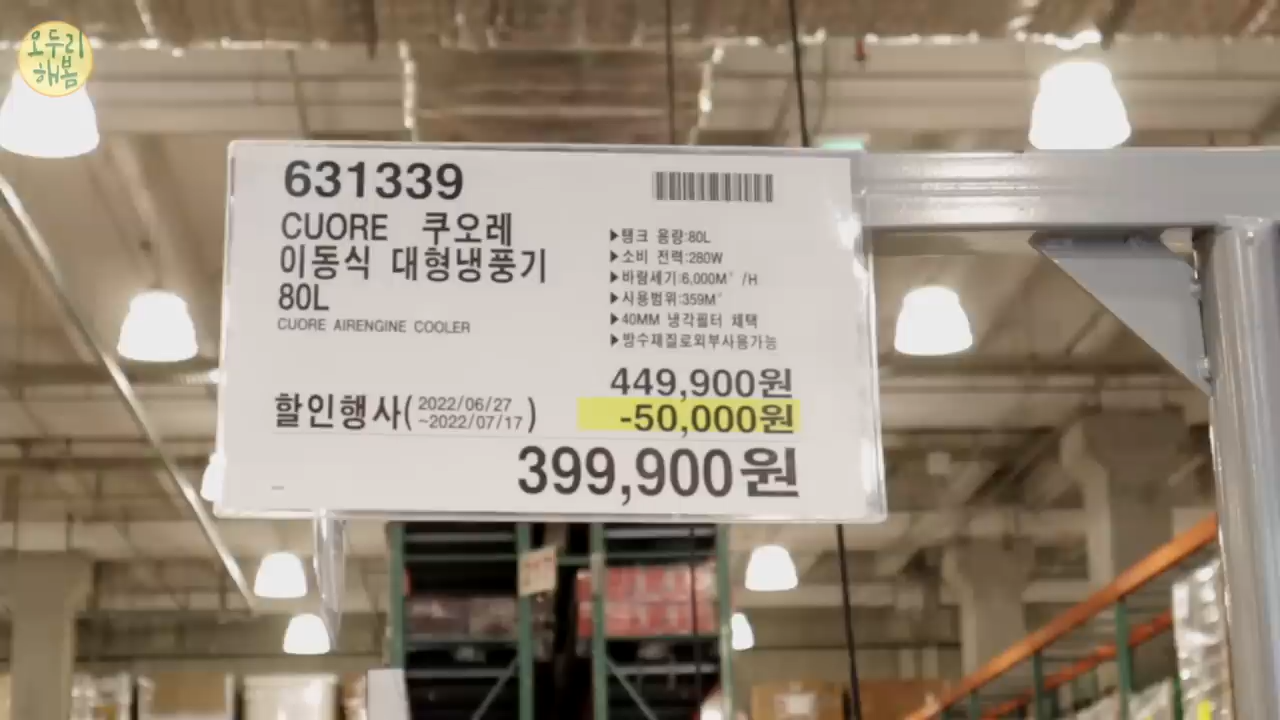 오두리
해봄
631339
CUORE 쿠오레
이동식 대형냉풍기
80L
CUORE AIRENGINE COOLER
▶탱크 용량:80L
▶소비 전력:280W
▶바람세기:6,000M³ /H
▶사용범위:359M²
▶40MM 냉각필터 채택
▶방수재질로외부사용가능
449,900원
할인행사(2022/06/27 ~2022/07/17) -50,000원
399,900원